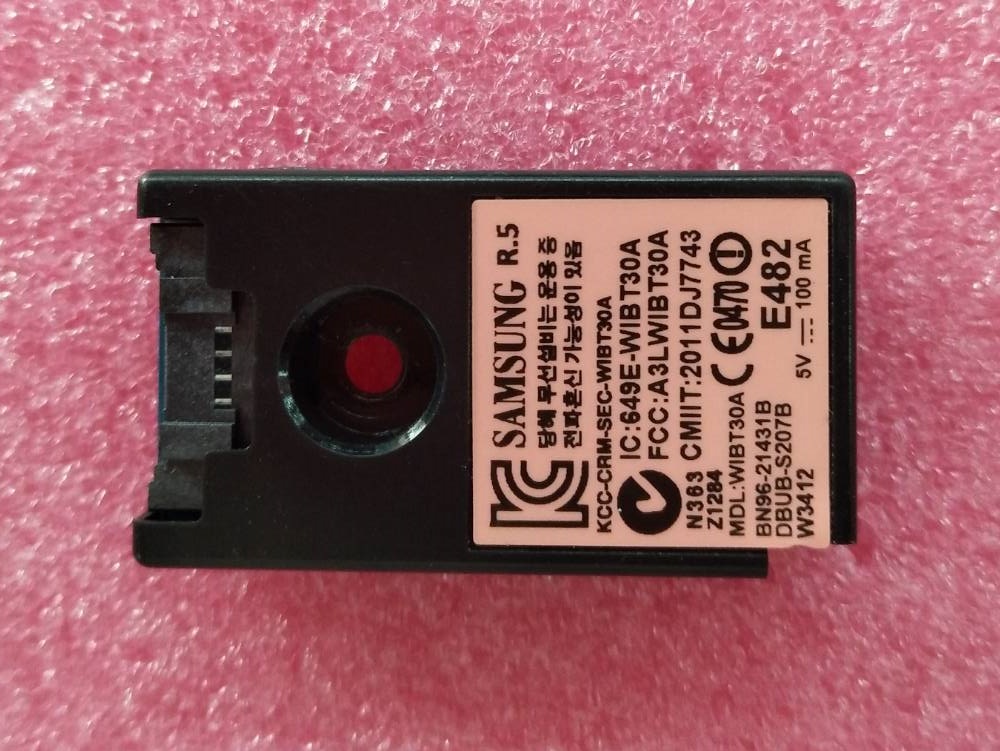 SAMSUNG R.5
당해 무선설비는 운용 중
전파혼신 가능성이 있음
KCC-CRM-SEC-WIBT30A
IC:649E-WIBT30A
FCC:A3LWIBT30A
N363 CMIIT:2011DJ7743
Z1284
MDL:WIBT30A CE0470!
BN96-21431B
DBUB-S207B E482
W3412 5V 100 mA